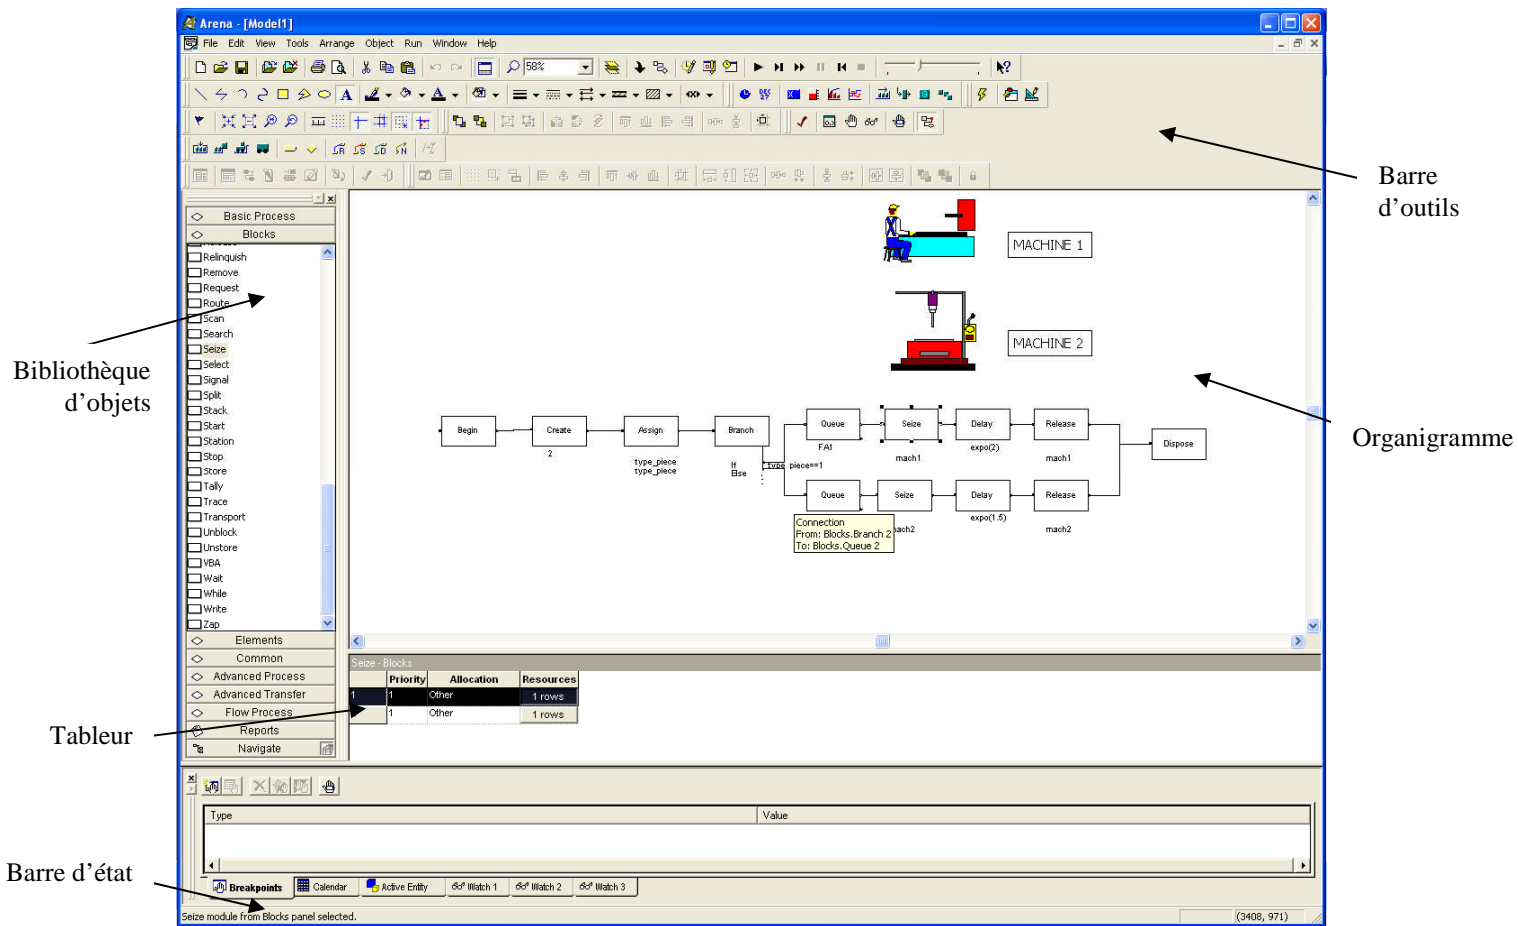 Arena - [Model1]
File Edit View Tools Arrange Object Run Window Help
58%
Barre
d’outils
Basic Process
Blocks
Relinquish
Remove
Request
Route
Scan
Search
Seize
Select
Signal
Split
Stack
Start
Station
Stop
Store
Tally
Trace
Transport
Unblock
Unstore
VBA
Wait
While
Write
Zap
Elements
Common
Advanced Process
Advanced Transfer
Flow Process
Reports
Navigate
Bibliothèque
d’objets
MACHINE 1
MACHINE 2
Organigramme
Begin
Create
2
Assign
type_piece
type_piece
Branch
If type_piece==1
Else
Queue
FA1
Seize
mach1
Delay
expo(2)
Release
mach1
Dispose
Queue
Seize
mach2
Delay
expo(1.5)
Release
mach2
Connection
From: Blocks.Branch 2
To: Blocks.Queue 2
Seize - Blocks
Priority Allocation Resources
1 1 Other 1 rows
1 Other 1 rows
Tableur
Type Value
Barre d’état
Breakpoints Calendar Active Entity Watch 1 Watch 2 Watch 3
Seize module from Blocks panel selected.
(3408, 971)